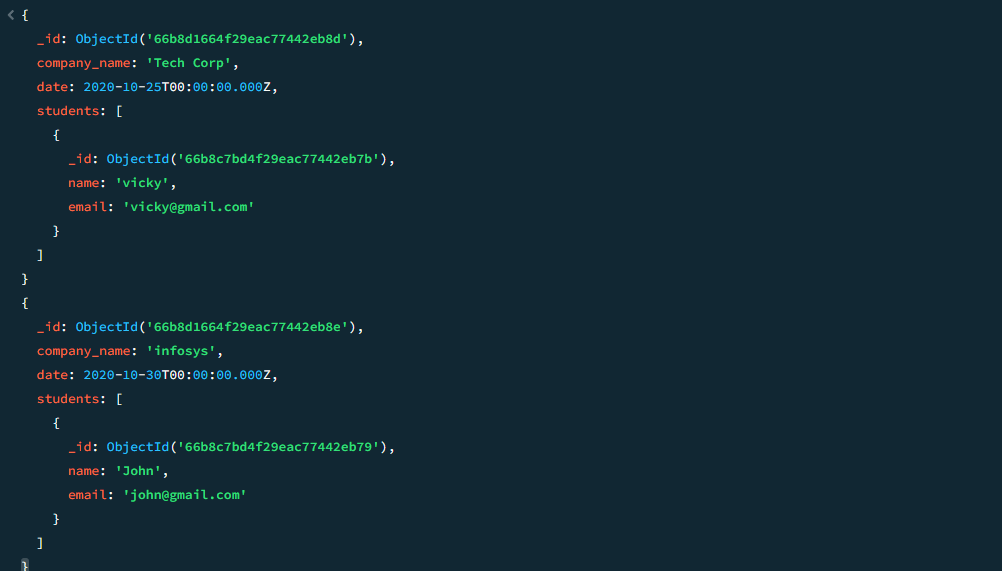 {
_id: ObjectId('66b8d1664f29eac77442eb8d'),
company_name: 'Tech Corp',
date: 2020-10-25T00:00:00.000Z,
students: [
{
_id: ObjectId('66b8c7bd4f29eac77442eb7b'),
name: 'vicky',
email: 'vicky@gmail.com'
}
]
}
{
_id: ObjectId('66b8d1664f29eac77442eb8e'),
company_name: 'infosys',
date: 2020-10-30T00:00:00.000Z,
students: [
{
_id: ObjectId('66b8c7bd4f29eac77442eb79'),
name: 'John',
email: 'john@gmail.com'
}
]
}